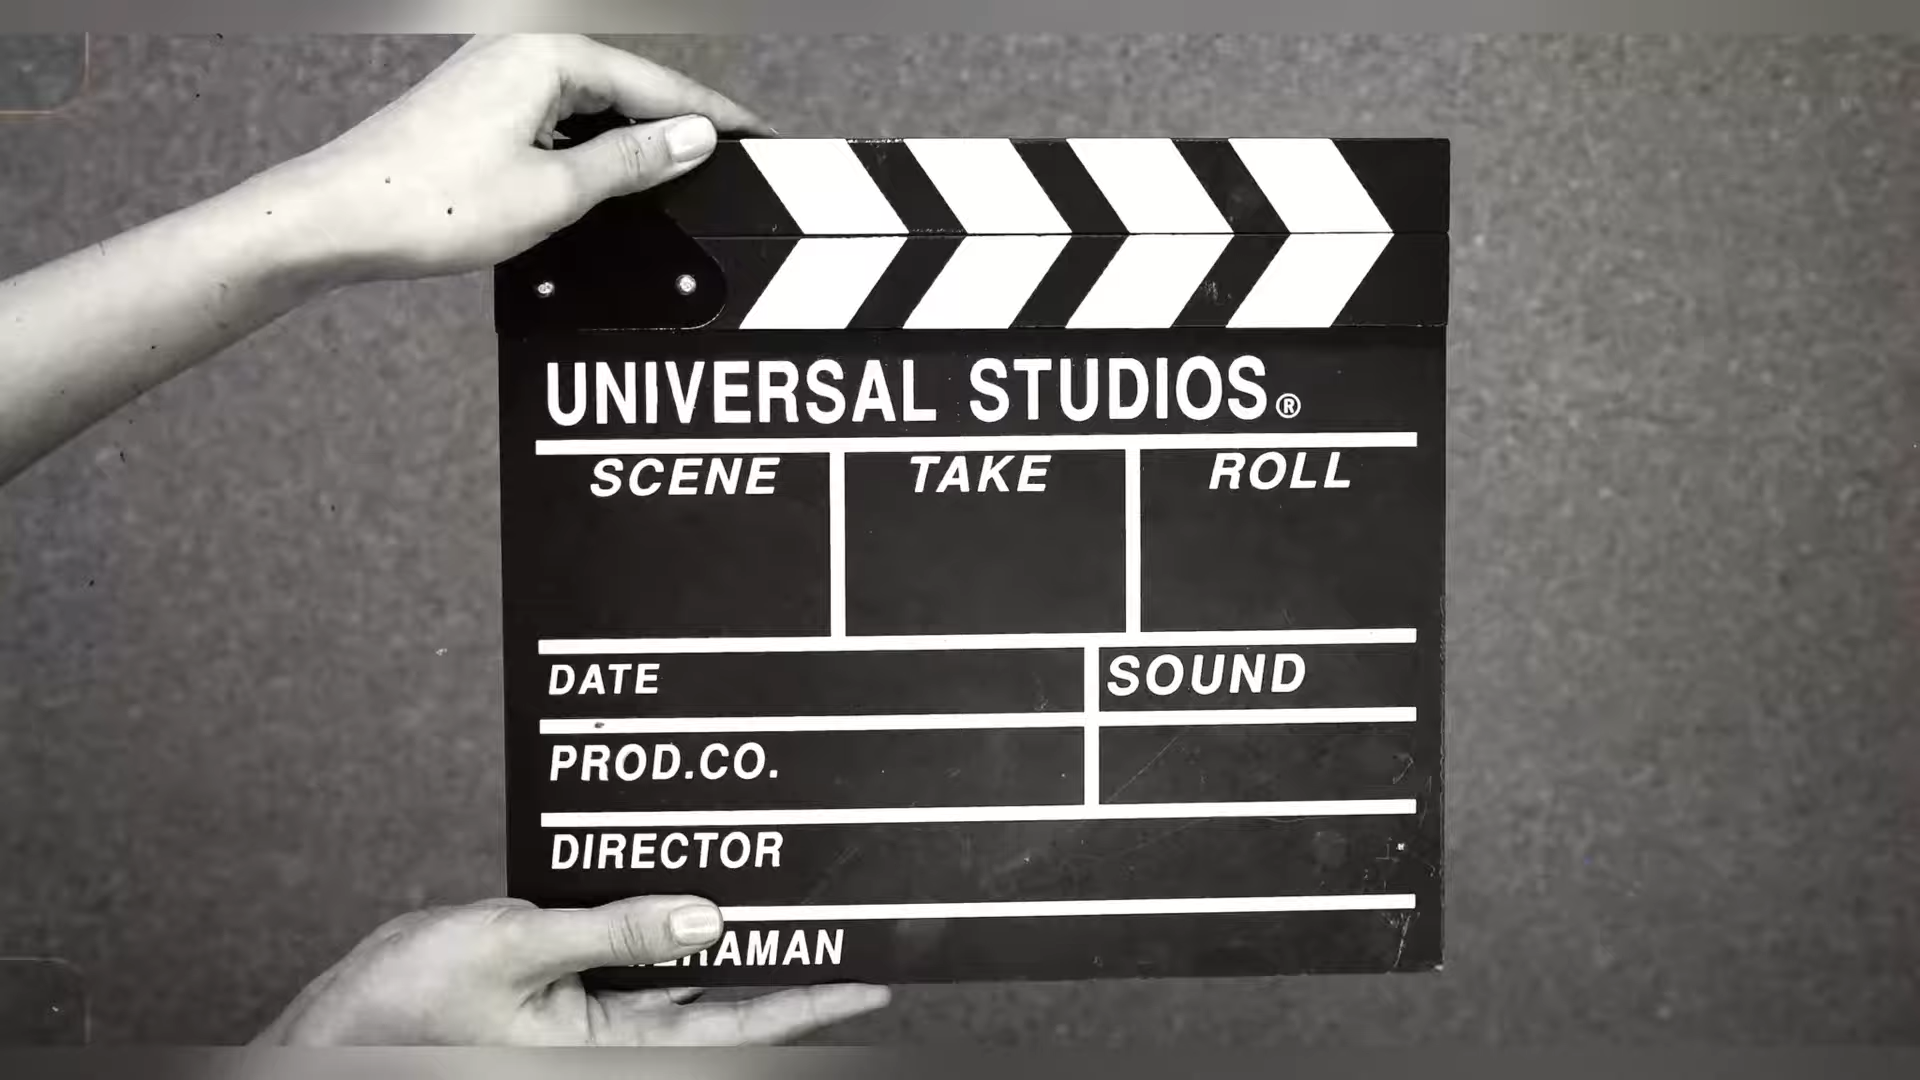 UNIVERSAL STUDIOS®
SCENE TAKE ROLL
DATE SOUND
PROD.CO.
DIRECTOR